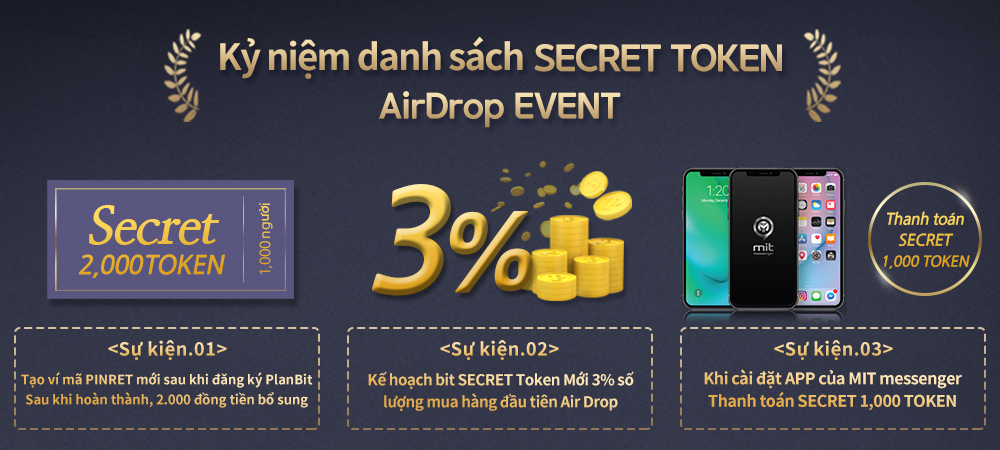 Kỷ niệm danh sách SECRET TOKEN
AirDrop EVENT
Secret
2,000 TOKEN
1,000 người
3%
1:20
mit
Messenger
Thanh toán
SECRET
1,000 TOKEN
<Sự kiện.01>
Tạo ví mã PINRET mới sau khi đăng ký PlanBit
Sau khi hoàn thành, 2.000 đồng tiền bổ sung
<Sự kiện.02>
Kế hoạch bit SECRET Token Mới 3% số
lượng mua hàng đầu tiên Air Drop
<Sự kiện.03>
Khi cài đặt APP của MIT messenger
Thanh toán SECRET 1,000 TOKEN